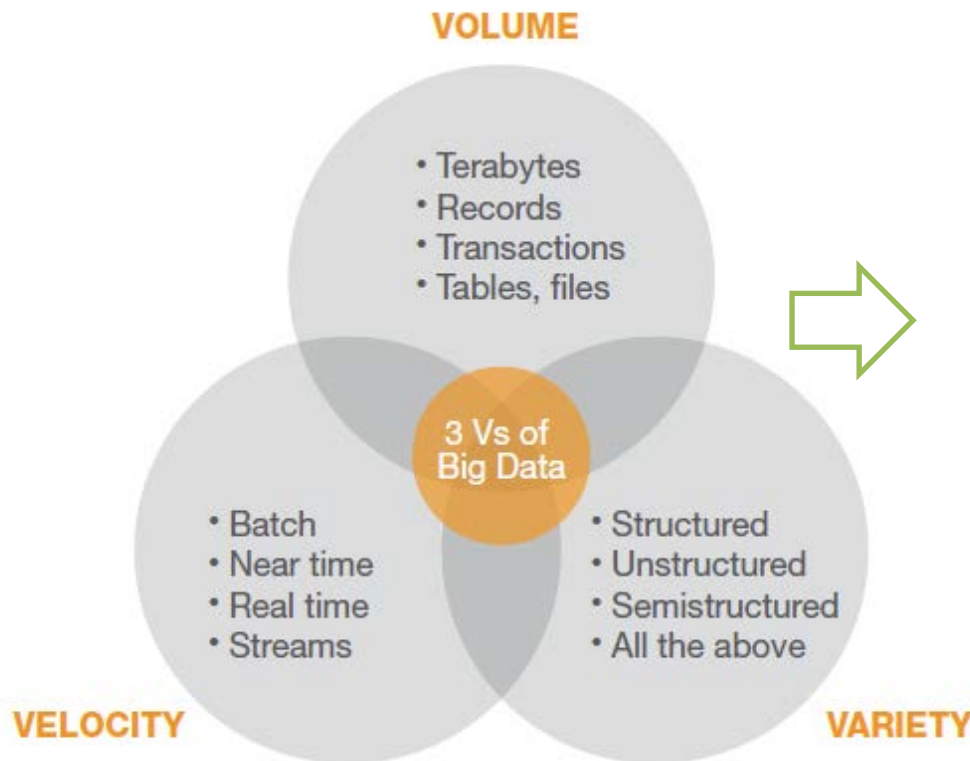 VOLUME
• Terabytes
• Records
• Transactions
• Tables, files
3 Vs of
Big Data
• Batch
• Near time
• Real time
• Streams
• Structured
• Unstructured
• Semistructured
• All the above
VELOCITY
VARIETY